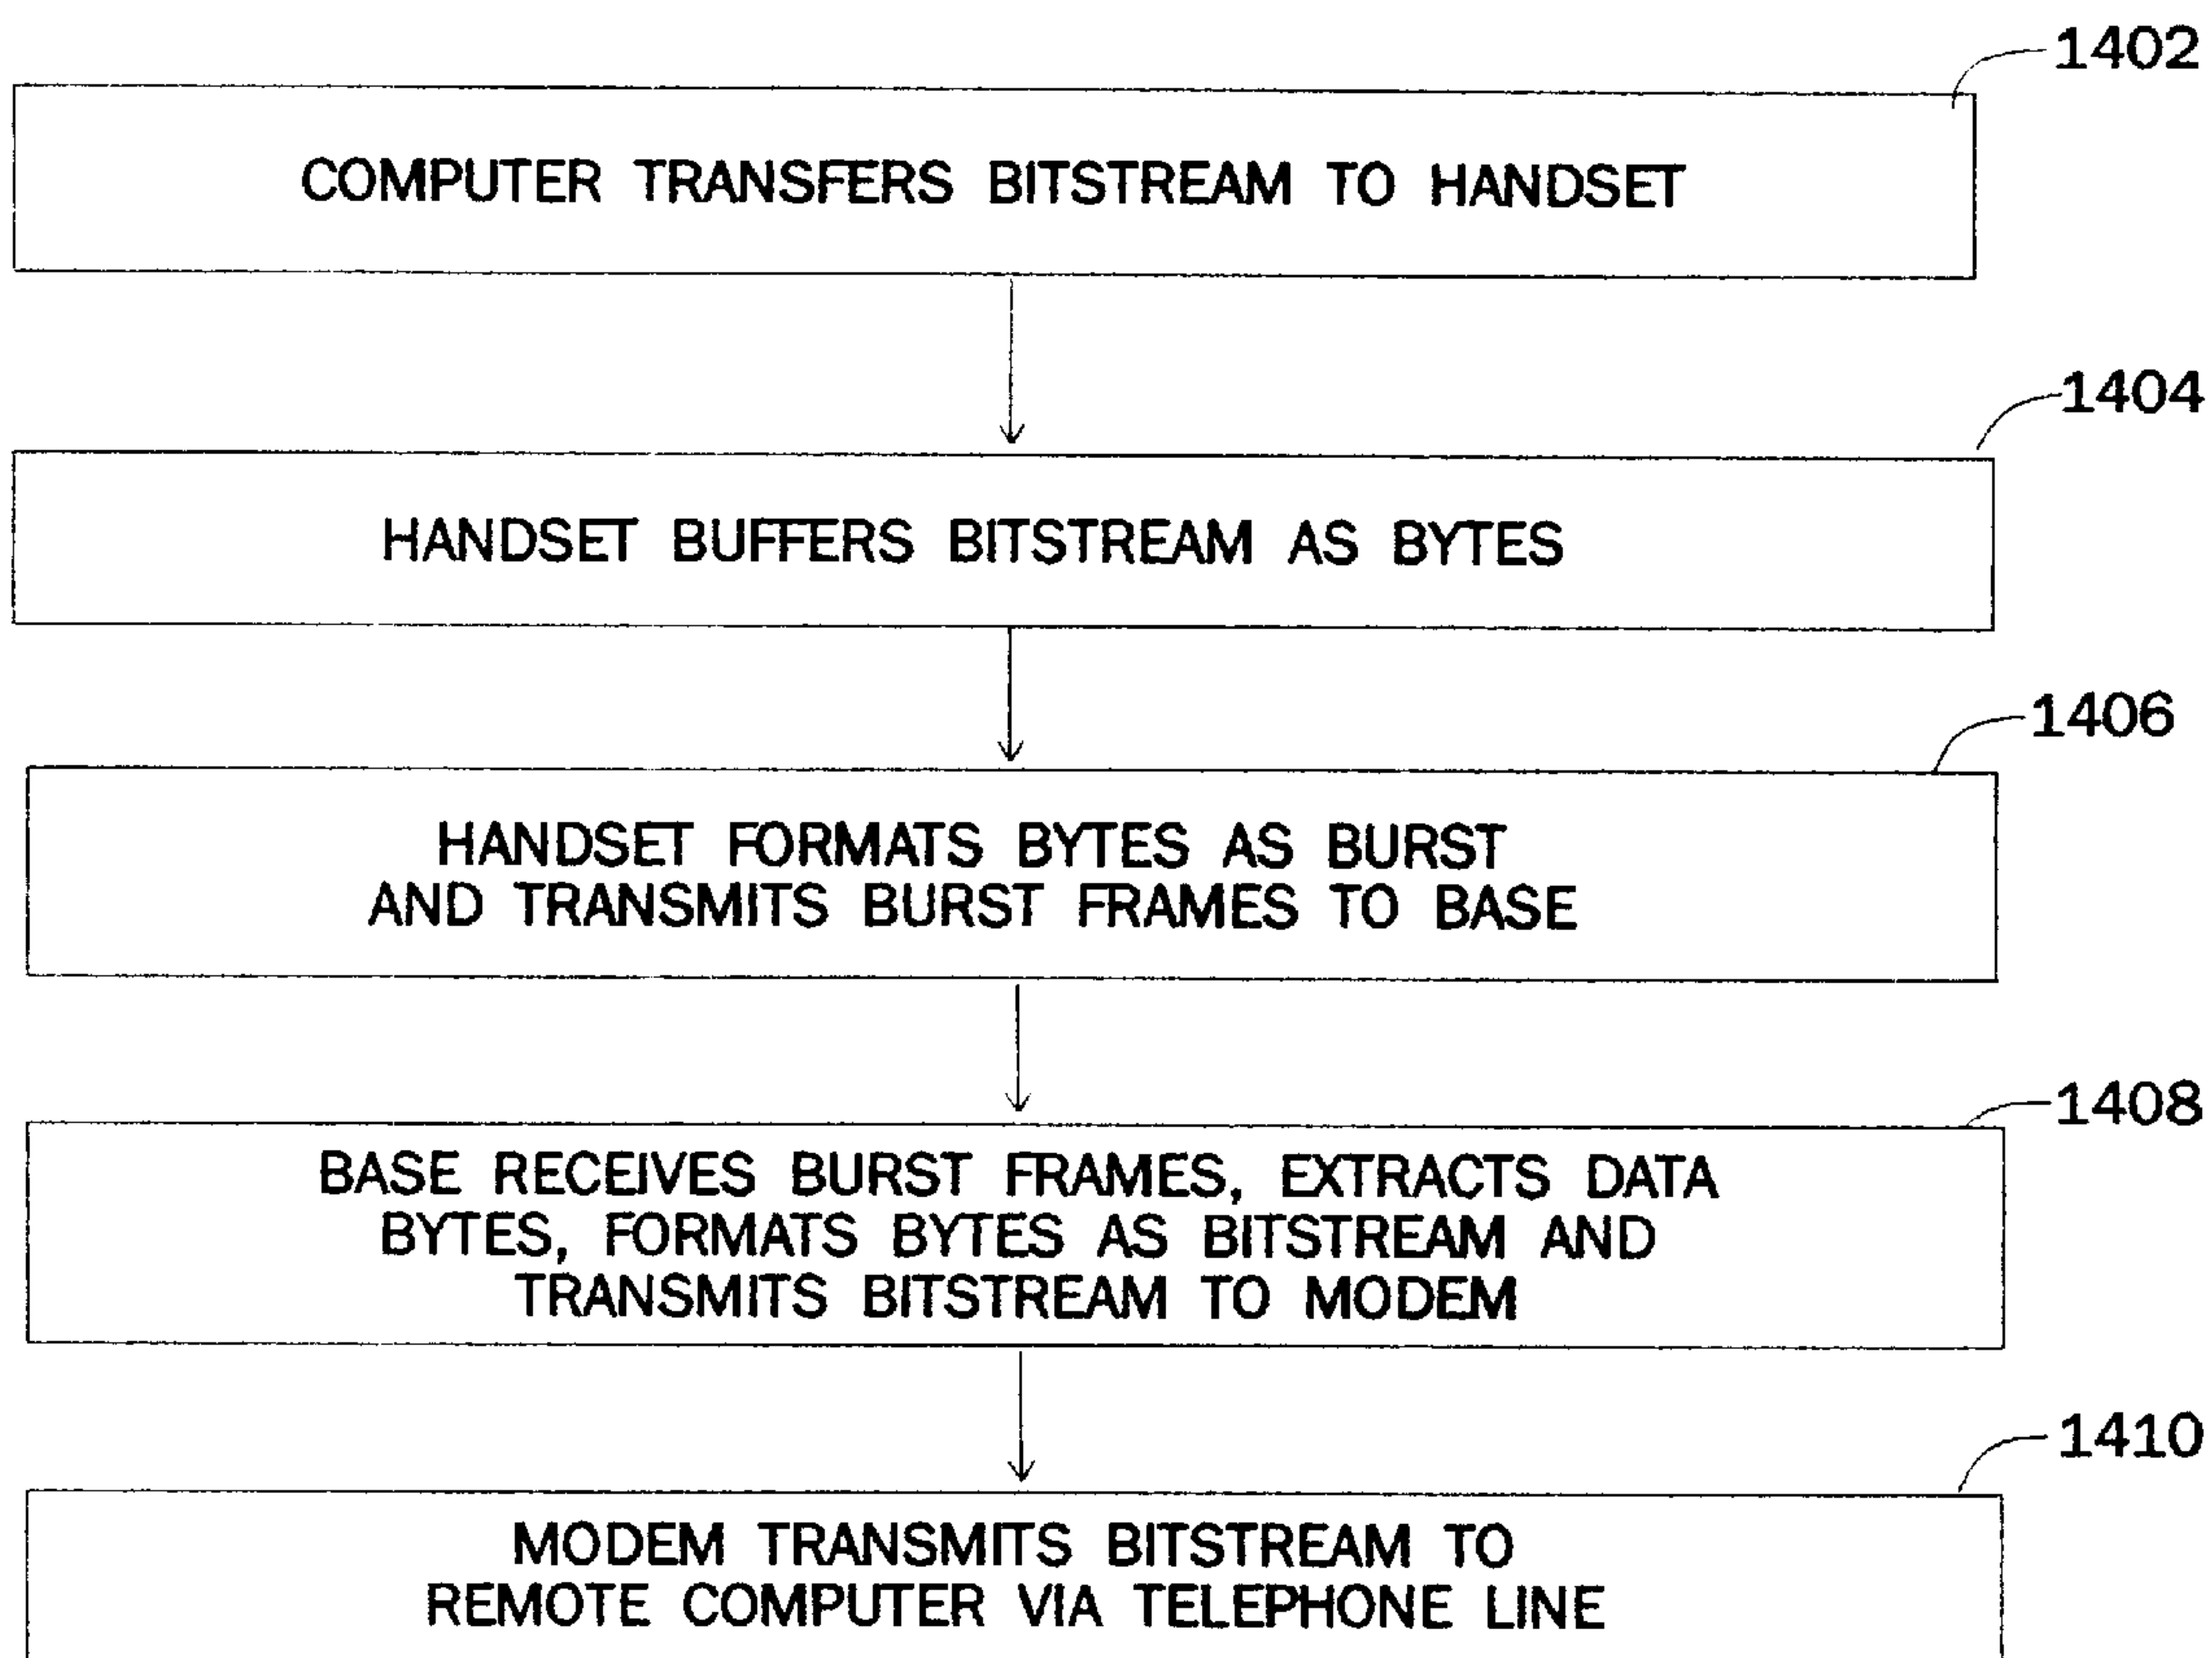 1402
COMPUTER TRANSFERS BITSTREAM TO HANDSET
1404
HANDSET BUFFERS BITSTREAM AS BYTES
1406
HANDSET FORMATS BYTES AS BURST
AND TRANSMITS BURST FRAMES TO BASE
1408
BASE RECEIVES BURST FRAMES, EXTRACTS DATA
BYTES, FORMATS BYTES AS BITSTREAM AND
TRANSMITS BITSTREAM TO MODEM
1410
MODEM TRANSMITS BITSTREAM TO
REMOTE COMPUTER VIA TELEPHONE LINE